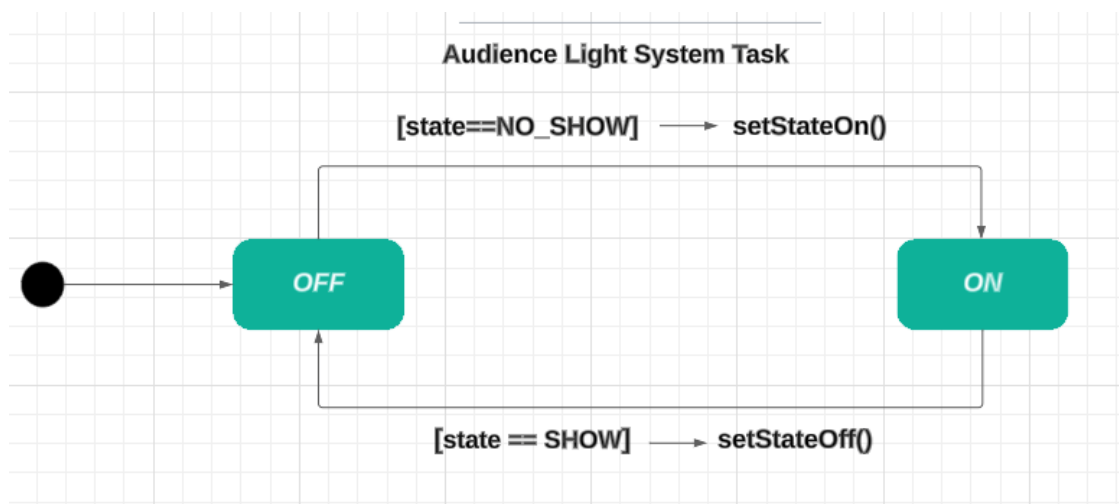 Audience Light System Task
[state==NO_SHOW] setStateOn()
OFF
ON
[state == SHOW] setStateOff()